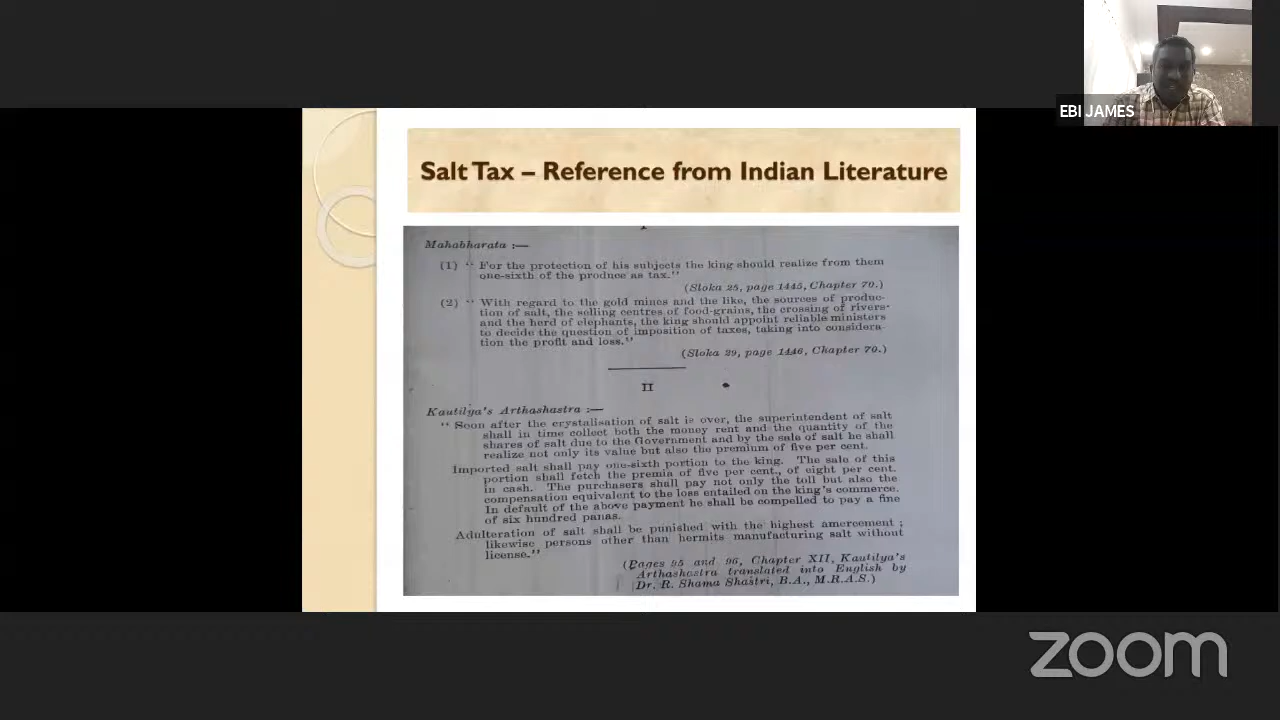 EBI JAMES
Salt Tax – Reference from Indian Literature
Mahabharata :—
(1) “ For the protection of his subjects the king should realize from them
one-sixth of the produce as tax.”
(Sloka 25, page 1445, Chapter 70.)
(2) “ With regard to the gold mines and the like, the sources of produc-
tion of salt, the selling centres of food-grains, the crossing of rivers
and the herd of elephants, the king should appoint reliable ministers
to decide the question of imposition of taxes, taking into considera-
tion the profit and loss.”
(Sloka 29, page 1446, Chapter 70.)
II
Kautilya's Arthashastra :—
“ Soon after the crystalisation of salt is over, the superintendent of salt
shall in time collect both the money rent and the quantity of the
shares of salt due to the Government and by the sale of salt he shall
realize not only its value but also the premium of five per cent.
Imported salt shall pay one-sixth portion to the king. The sale of this
portion shall fetch the premia of five per cent., of eight per cent.
in cash. The purchasers shall pay not only the toll but also the
compensation equivalent to the loss entailed on the king's commerce.
In default of the above payment he shall be compelled to pay a fine
of six hundred panas.
Adulteration of salt shall be punished with the highest amercement ;
likewise persons other than hermits manufacturing salt without
license.”
(Pages 95 and 96, Chapter XII, Kautilya's
Arthashastra translated into English by
Dr. R. Shama Shastri, B.A., M.R.A.S.)
zoom